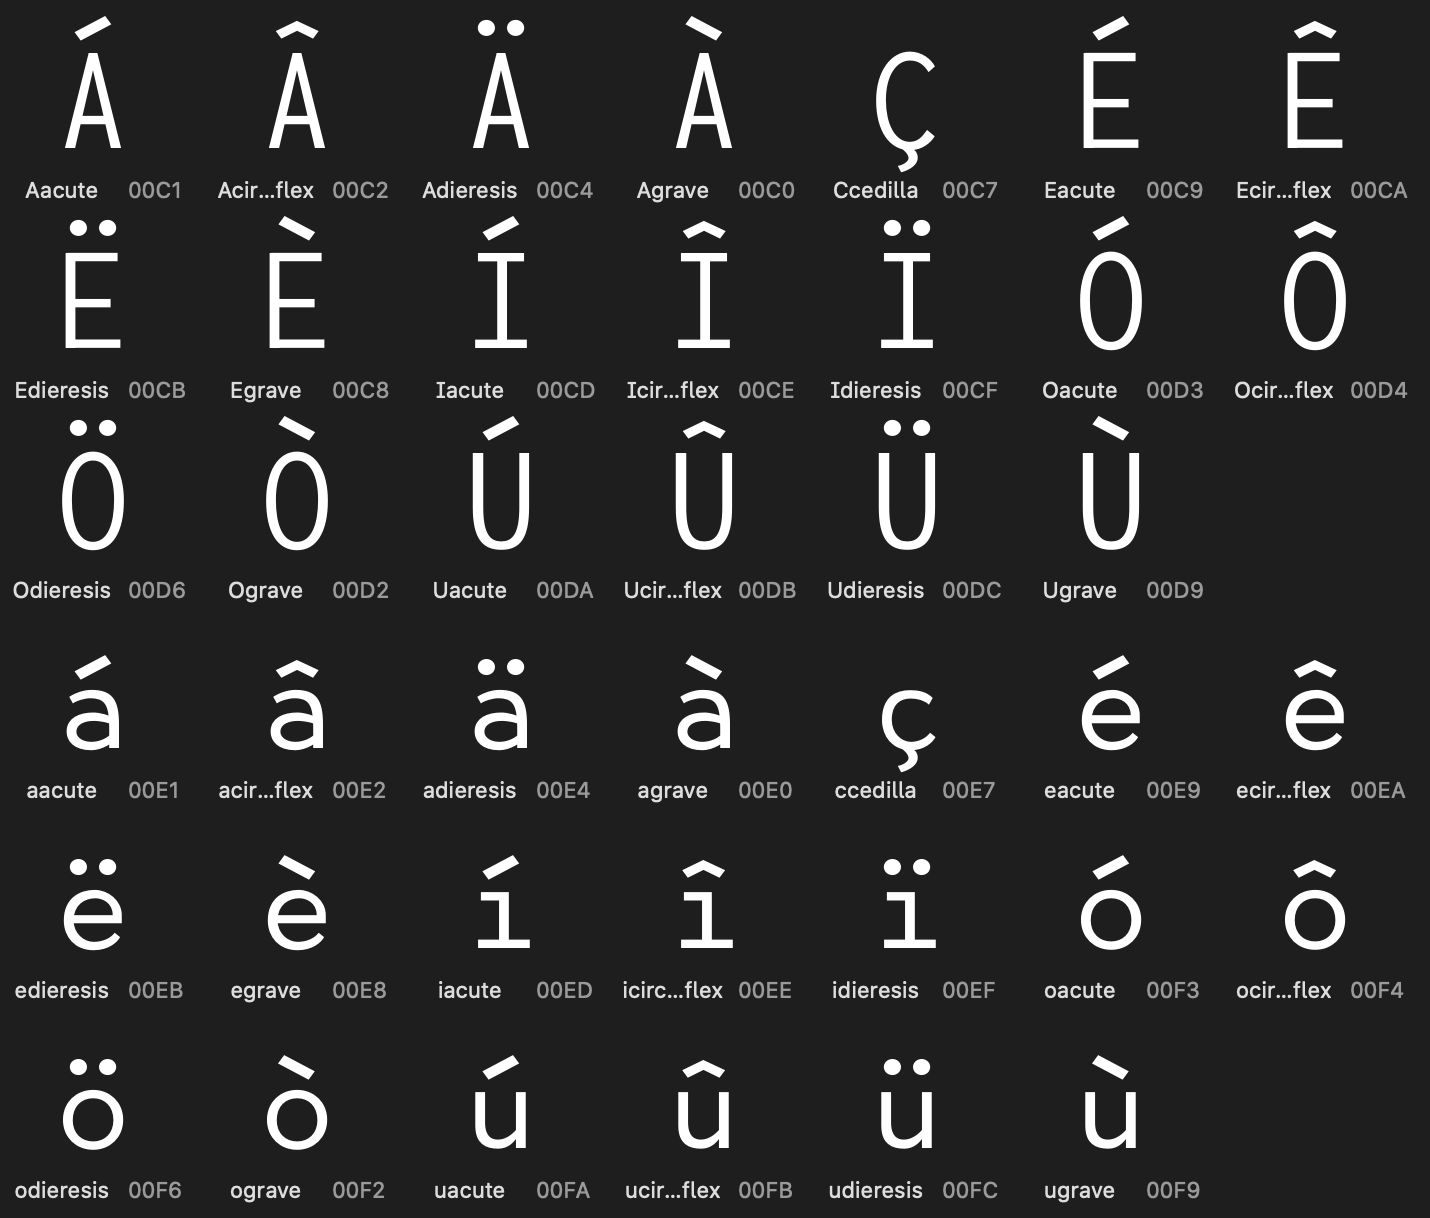 Á Â Ä À Ç É Ê
Aacute 00C1 Acir...flex 00C2 Adieresis 00C4 Agrave 00C0 Ccedilla 00C7 Eacute 00C9 Ecir...flex 00CA
Ë È Í Î Ï Ó Ô
Edieresis 00CB Egrave 00C8 Iacute 00CD Icir...flex 00CE Idieresis 00CF Oacute 00D3 Ocir...flex 00D4
Ö Ò Ú Û Ü Ù
Odieresis 00D6 Ograve 00D2 Uacute 00DA Ucir...flex 00DB Udieresis 00DC Ugrave 00D9
á â ä à ç é ê
aacute 00E1 acir...flex 00E2 adieresis 00E4 agrave 00E0 ccedilla 00E7 eacute 00E9 ecir...flex 00EA
ë è í î ï ó ô
edieresis 00EB egrave 00E8 iacute 00ED icirc...flex 00EE idieresis 00EF oacute 00F3 ocir...flex 00F4
ö ò ú û ü ù
odieresis 00F6 ograve 00F2 uacute 00FA ucir...flex 00FB udieresis 00FC ugrave 00F9